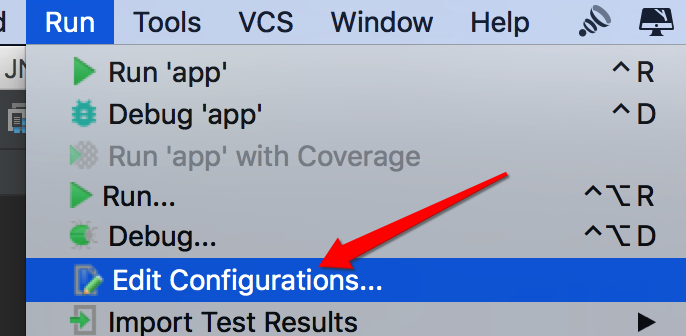 d Run Tools VCS Window Help
JN
Run 'app' ⌃R
Debug 'app' ⌃D
Run 'app' with Coverage
Run... ⌃⌥R
Debug... ⌃⌥D
Edit Configurations...
Import Test Results